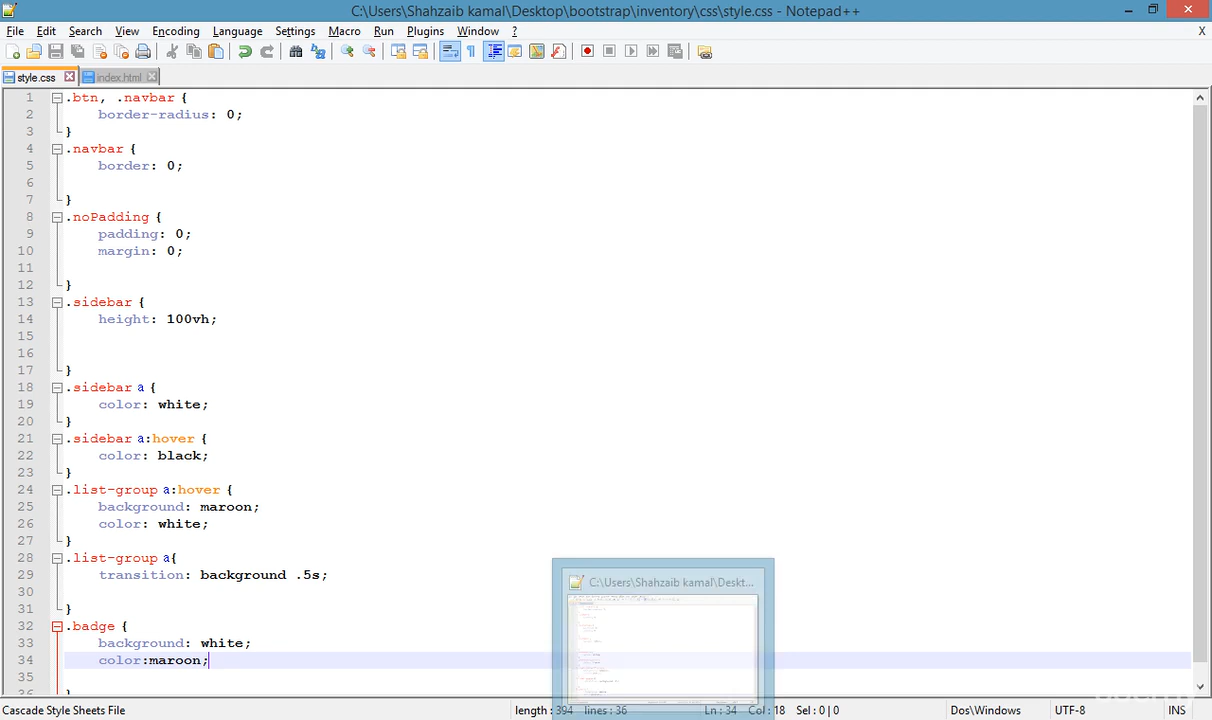 C:\Users\Shahzaib kamal\Desktop\bootstrap\inventory\css\style.css - Notepad++
File Edit Search View Encoding Language Settings Macro Run Plugins Window ? X
style.css index.html
1 .btn, .navbar {
2 border-radius: 0;
3 }
4 .navbar {
5 border: 0;
6
7 }
8 .noPadding {
9 padding: 0;
10 margin: 0;
11
12 }
13 .sidebar {
14 height: 100vh;
15
16
17 }
18 .sidebar a {
19 color: white;
20 }
21 .sidebar a:hover {
22 color: black;
23 }
24 .list-group a:hover {
25 background: maroon;
26 color: white;
27 }
28 .list-group a{
29 transition: background .5s;
30
31 }
32 .badge {
33 background: white;
34 color:maroon;
35
36 }
C:\Users\Shahzaib kamal\Deskt...
Cascade Style Sheets File length : 394 lines : 36 Ln : 34 Col : 18 Sel : 0 | 0 Dos\Windows UTF-8 INS